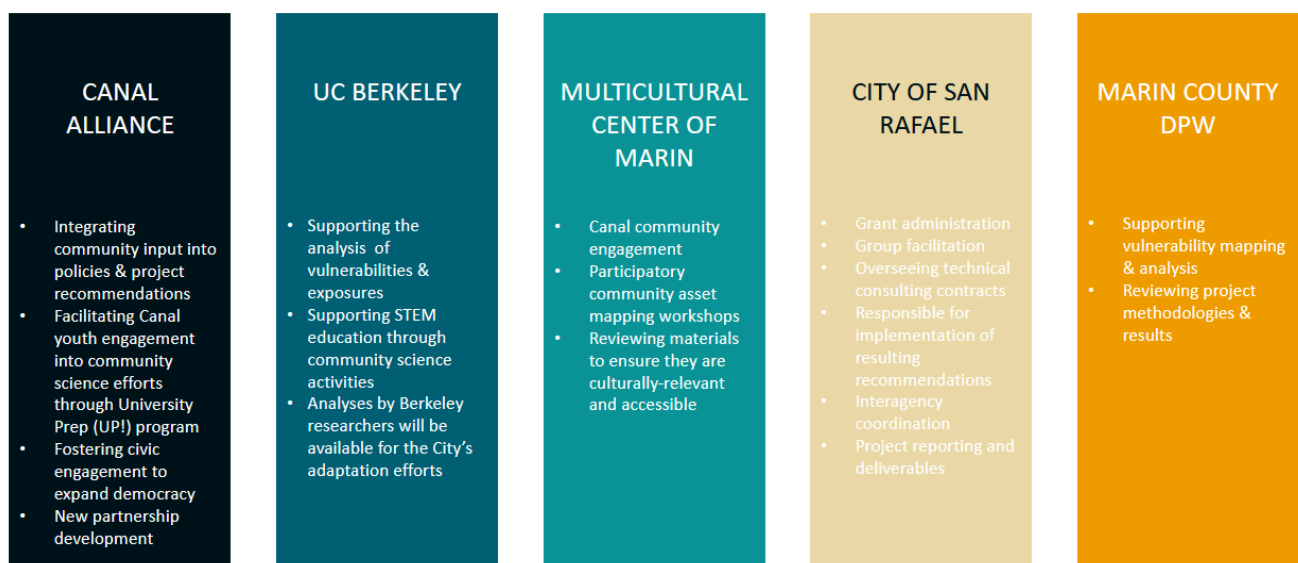 CANAL
ALLIANCE
• Integrating
community input into
policies & project
recommendations
• Facilitating Canal
youth engagement
into community
science efforts
through University
Prep (UP!) program
• Fostering civic
engagement to
expand democracy
• New partnership
development
UC BERKELEY
• Supporting the
analysis of
vulnerabilities &
exposures
• Supporting STEM
education through
community science
activities
• Analyses by Berkeley
researchers will be
available for the City’s
adaptation efforts
MULTICULTURAL
CENTER OF
MARIN
• Canal community
engagement
• Participatory
community asset
mapping workshops
• Reviewing materials
to ensure they are
culturally-relevant
and accessible
CITY OF SAN
RAFAEL
• Grant administration
• Group facilitation
• Overseeing technical
consulting contracts
• Responsible for
implementation of
resulting
recommendations
• Interagency
coordination
• Project reporting and
deliverables
MARIN COUNTY
DPW
• Supporting
vulnerability mapping
& analysis
• Reviewing project
methodologies &
results